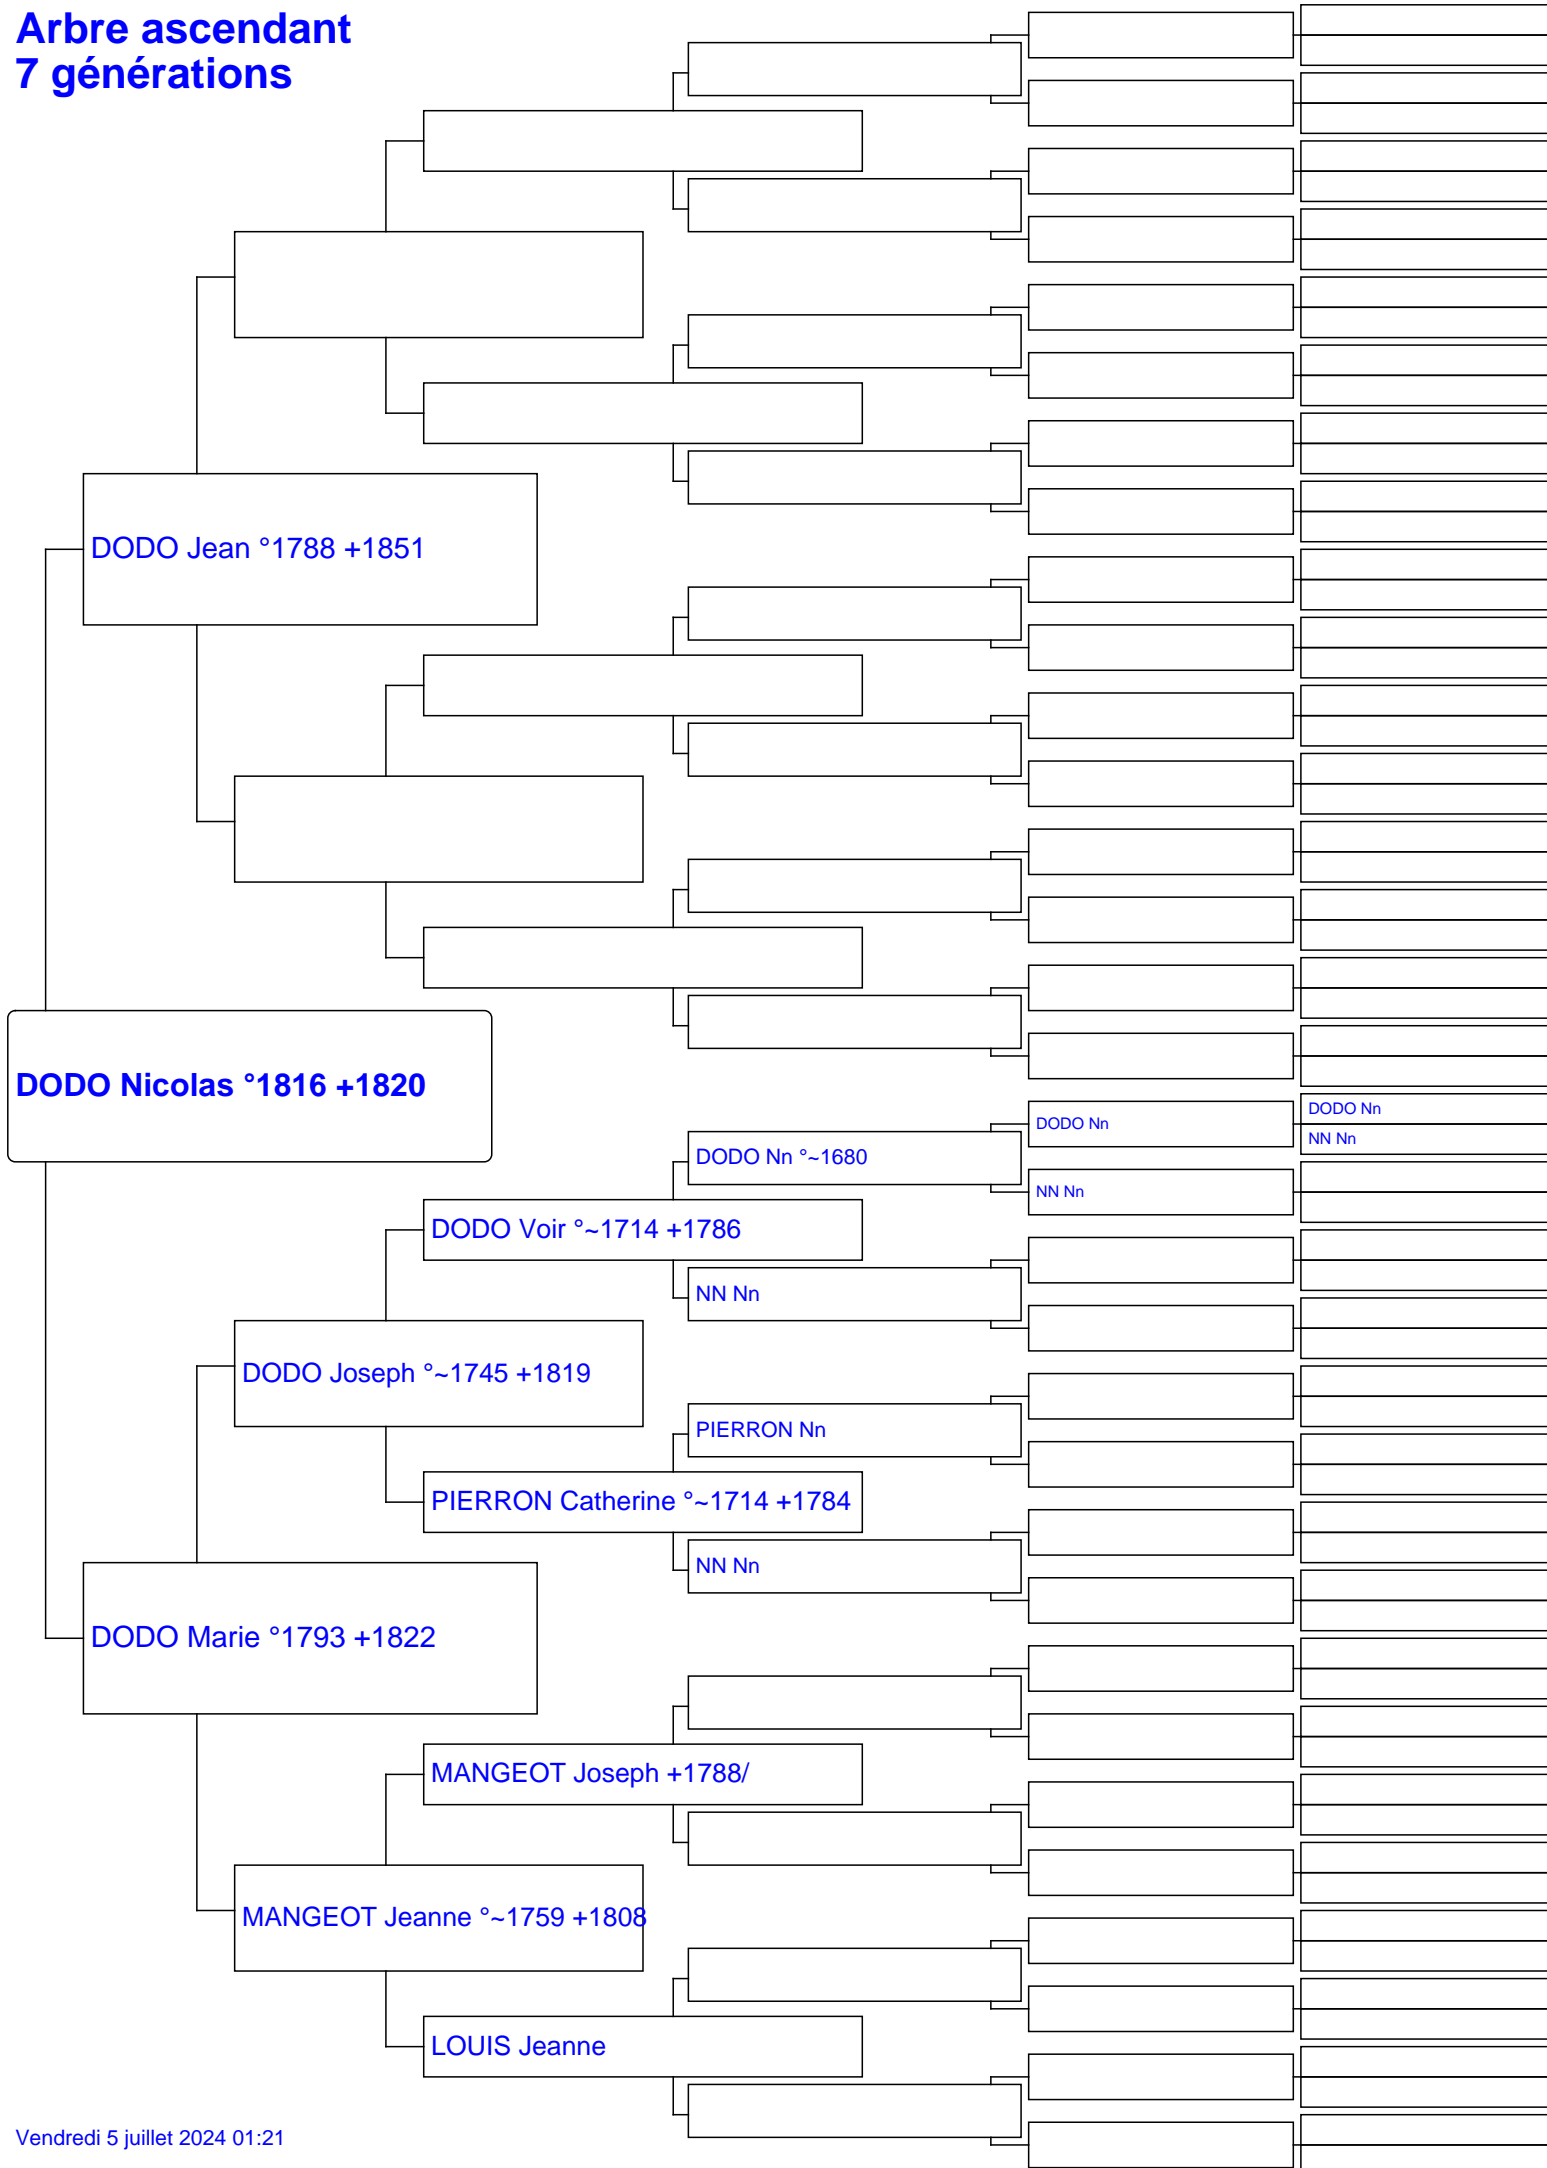 Arbre ascendant
7 générations
DODO Jean °1788 +1851
DODO Nicolas °1816 +1820
DODO Nn
DODO Nn
NN Nn
DODO Nn °~1680
NN Nn
DODO Voir °~1714 +1786
NN Nn
DODO Joseph °~1745 +1819
PIERRON Nn
PIERRON Catherine °~1714 +1784
NN Nn
DODO Marie °1793 +1822
MANGEOT Joseph +1788/
MANGEOT Jeanne °~1759 +1808
LOUIS Jeanne
Vendredi 5 juillet 2024 01:21